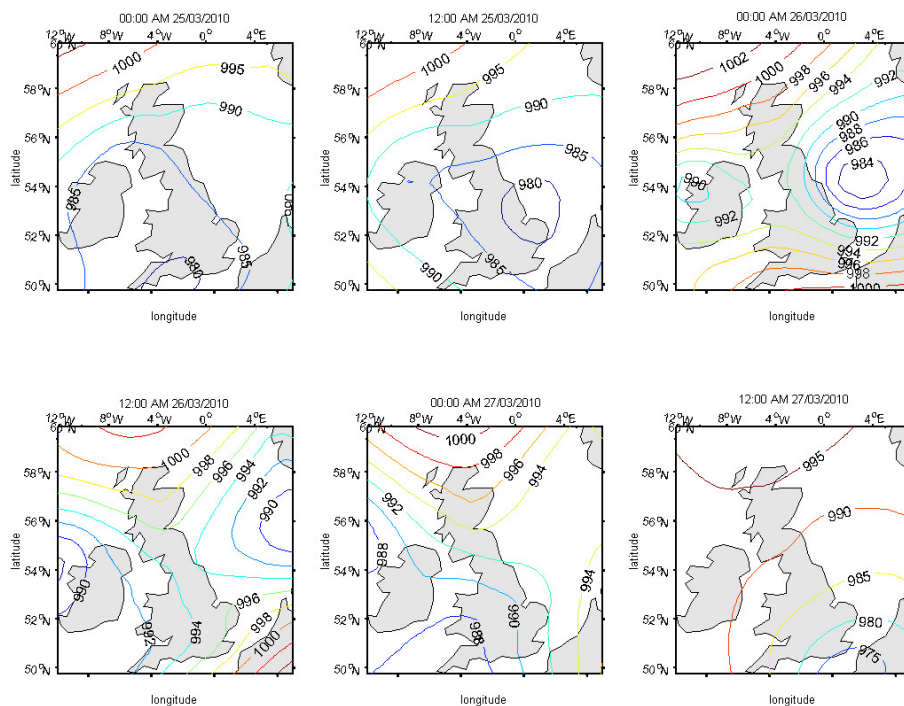 00:00 AM 25/03/2010
12:00 AM 25/03/2010
00:00 AM 26/03/2010
12°W 8°W 4°W 0° 4°E
12°W 8°W 4°W 0° 4°E
12°W 8°W 4°W 0° 4°E
1000 995 990 985 980 985 990
1000 995 990 985 980 985 990
1002 1000 998 996 994 992 990 988 986 984 990 992 992 994 996 998 1000
58°N 56°N 54°N 52°N 50°N
58°N 56°N 54°N 52°N 50°N
58°N 56°N 54°N 52°N 50°N
latitude
latitude
latitude
longitude
longitude
longitude
12:00 AM 26/03/2010
00:00 AM 27/03/2010
12:00 AM 27/03/2010
12°W 8°W 4°W 0° 4°E
12°W 8°W 4°W 0° 4°E
12°W 8°W 4°W 0° 4°E
1000 998 996 994 992 990 990 992 994 996 998 1000
1000 998 996 994 992 988 994 990 988
995 990 985 980 975
58°N 56°N 54°N 52°N 50°N
58°N 56°N 54°N 52°N 50°N
58°N 56°N 54°N 52°N 50°N
latitude
latitude
latitude
longitude
longitude
longitude